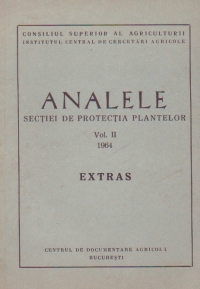 CONSILIUL SUPERIOR AL AGRICULTURII
INSTITUTUL CENTRAL DE CERCETĂRI AGRICOLE
ANALELE
SECȚIEI DE PROTECȚIA PLANTELOR
Vol. II
1964
EXTRAS
CENTRUL DE DOCUMENTARE AGRICOLĂ
BUCUREȘTI